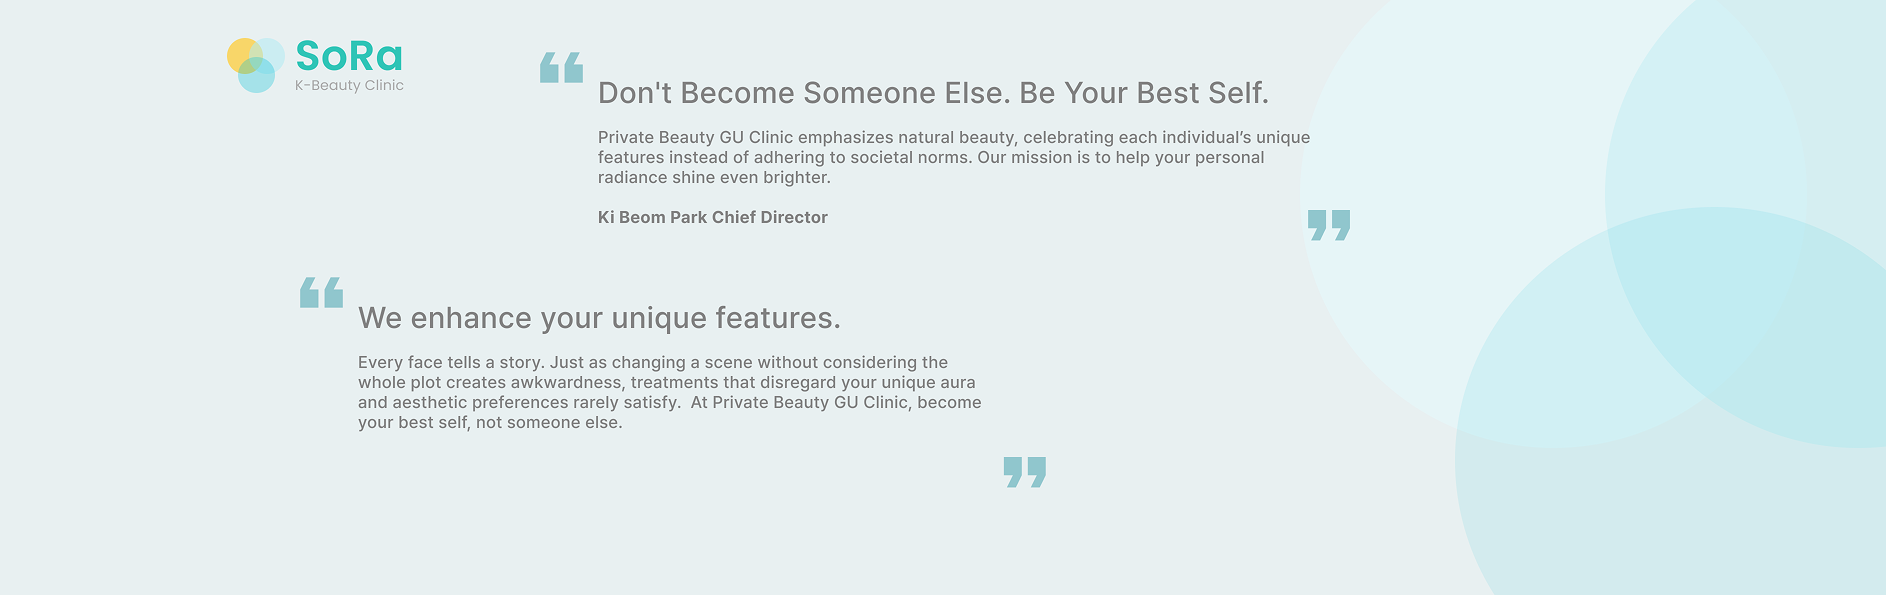 SoRa
K-Beauty Clinic
Don't Become Someone Else. Be Your Best Self.
Private Beauty GU Clinic emphasizes natural beauty, celebrating each individual’s unique
features instead of adhering to societal norms. Our mission is to help your personal
radiance shine even brighter.
Ki Beom Park Chief Director
We enhance your unique features.
Every face tells a story. Just as changing a scene without considering the
whole plot creates awkwardness, treatments that disregard your unique aura
and aesthetic preferences rarely satisfy.  At Private Beauty GU Clinic, become
your best self, not someone else.